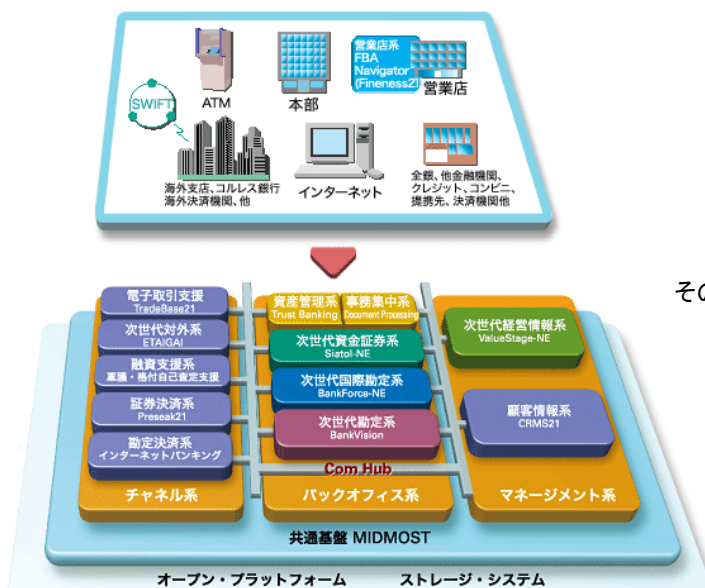 営業店系
FBA
Navigator
(Fineness21)
SWIFT
ATM
本部
営業店
海外支店、コルレス銀行
海外決済機関、他
インターネット
全銀、他金融機関、
クレジット、コンビニ、
提携先、決済機関他
その
電子取引支援
TradeBase21
次世代対外系
ETAIGAI
融資支援系
稟議・格付自己査定支援
証券決済系
Preseak21
勘定決済系
インターネットバンキング
チャネル系
資産管理系
Trust Banking
事務集中系
Document Processing
次世代資金証券系
Siatol-NE
次世代国際勘定系
BankForce-NE
次世代勘定系
BankVision
Com Hub
バックオフィス系
次世代経営情報系
ValueStage-NE
顧客情報系
CRMS21
マネージメント系
共通基盤 MIDMOST
オープン・プラットフォーム
ストレージ・システム